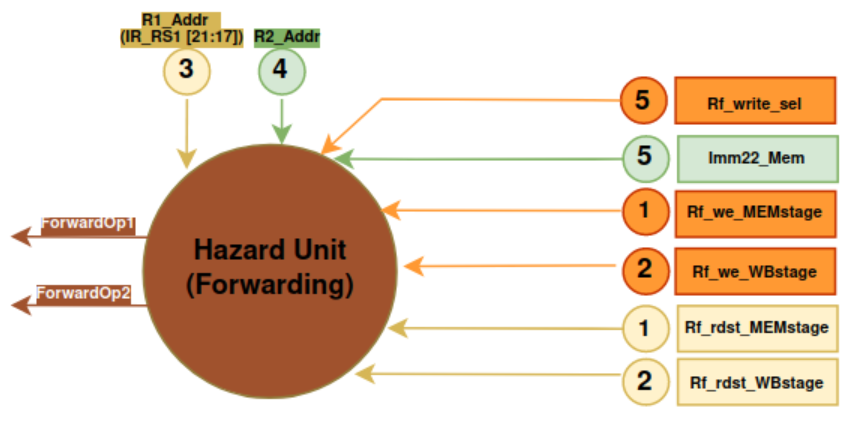 R1_Addr
(IR_RS1 [21:17])
R2_Addr
3
4
5
Rf_write_sel
5
Imm22_Mem
1
Rf_we_MEMstage
2
Rf_we_WBstage
1
Rf_rdst_MEMstage
2
Rf_rdst_WBstage
ForwardOp1
ForwardOp2
Hazard Unit
(Forwarding)